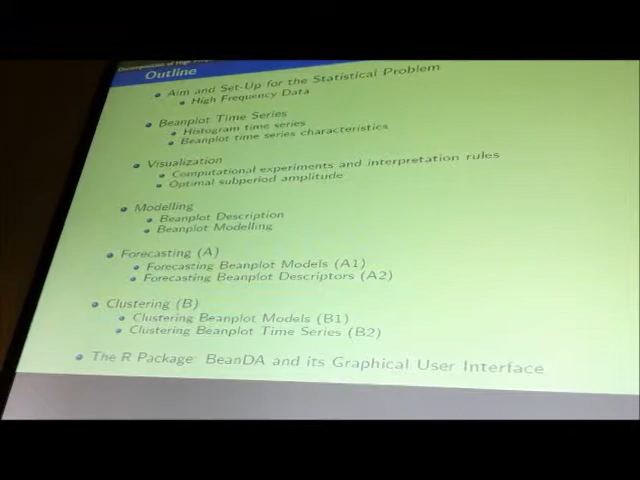 of High
Outline
Aim and Set-Up for the Statistical Problem
High Frequency Data
Beanplot Time Series
Histogram time series
Beanplot time series characteristics
Visualization
Computational experiments and interpretation rules
Optimal subperiod amplitude
Modelling
Beanplot Description
Beanplot Modelling
Forecasting (A)
Forecasting Beanplot Models (A1)
Forecasting Beanplot Descriptors (A2)
Clustering (B)
Clustering Beanplot Models (B1)
Clustering Beanplot Time Series (B2)
The R Package BeanDA and its Graphical User Interface